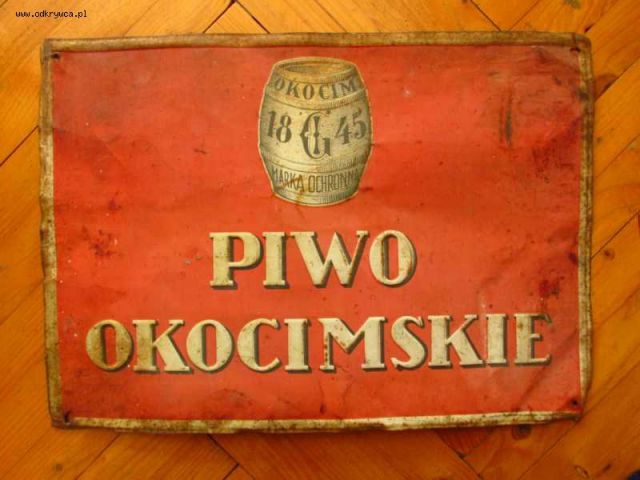 www.odkrywca.pl
OKOCIM
18 G 45
MARKA OCHRONNA
PIWO
OKOCIMSKIE